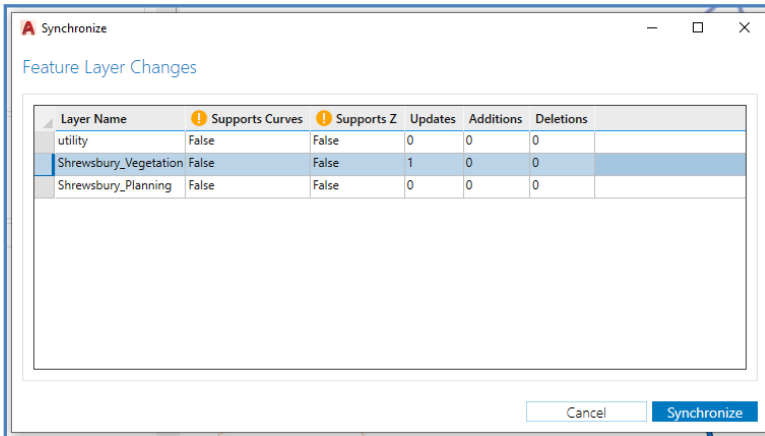 Synchronize
Feature Layer Changes
Layer Name Supports Curves Supports Z Updates Additions Deletions
utility False False 0 0 0
Shrewsbury_Vegetation False False 1 0 0
Shrewsbury_Planning False False 0 0 0
Cancel Synchronize